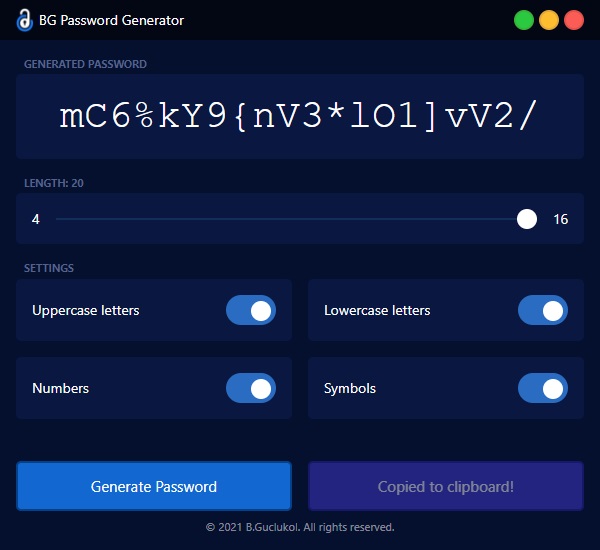 BG Password Generator
GENERATED PASSWORD
mC6%kY9{nV3*lO1]vV2/
LENGTH: 20
4 16
SETTINGS
Uppercase letters Lowercase letters
Numbers Symbols
Generate Password Copied to clipboard!
© 2021 B.Guclukol. All rights reserved.